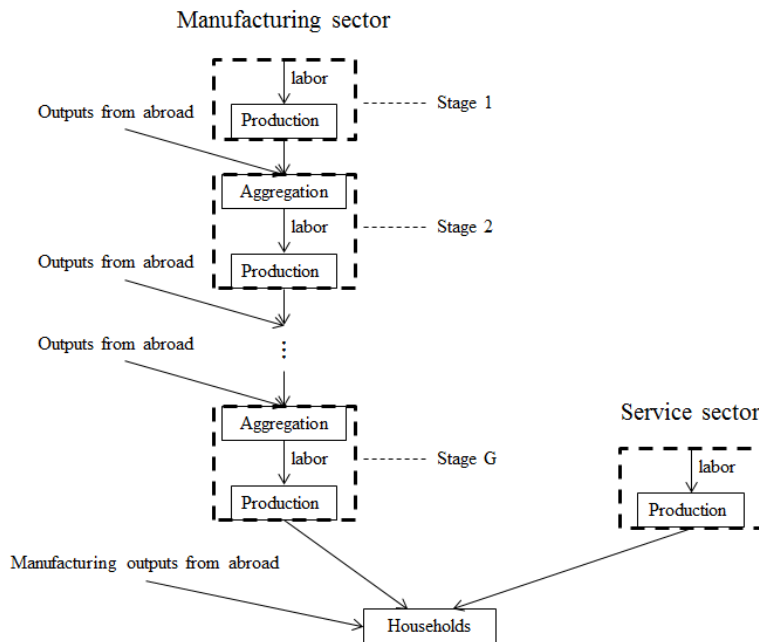 Manufacturing sector
labor
Outputs from abroad
Production
Stage 1
Aggregation
labor
Stage 2
Outputs from abroad
Production
...
Outputs from abroad
Aggregation
Service sector
labor
Stage G
labor
Production
Production
Manufacturing outputs from abroad
Households